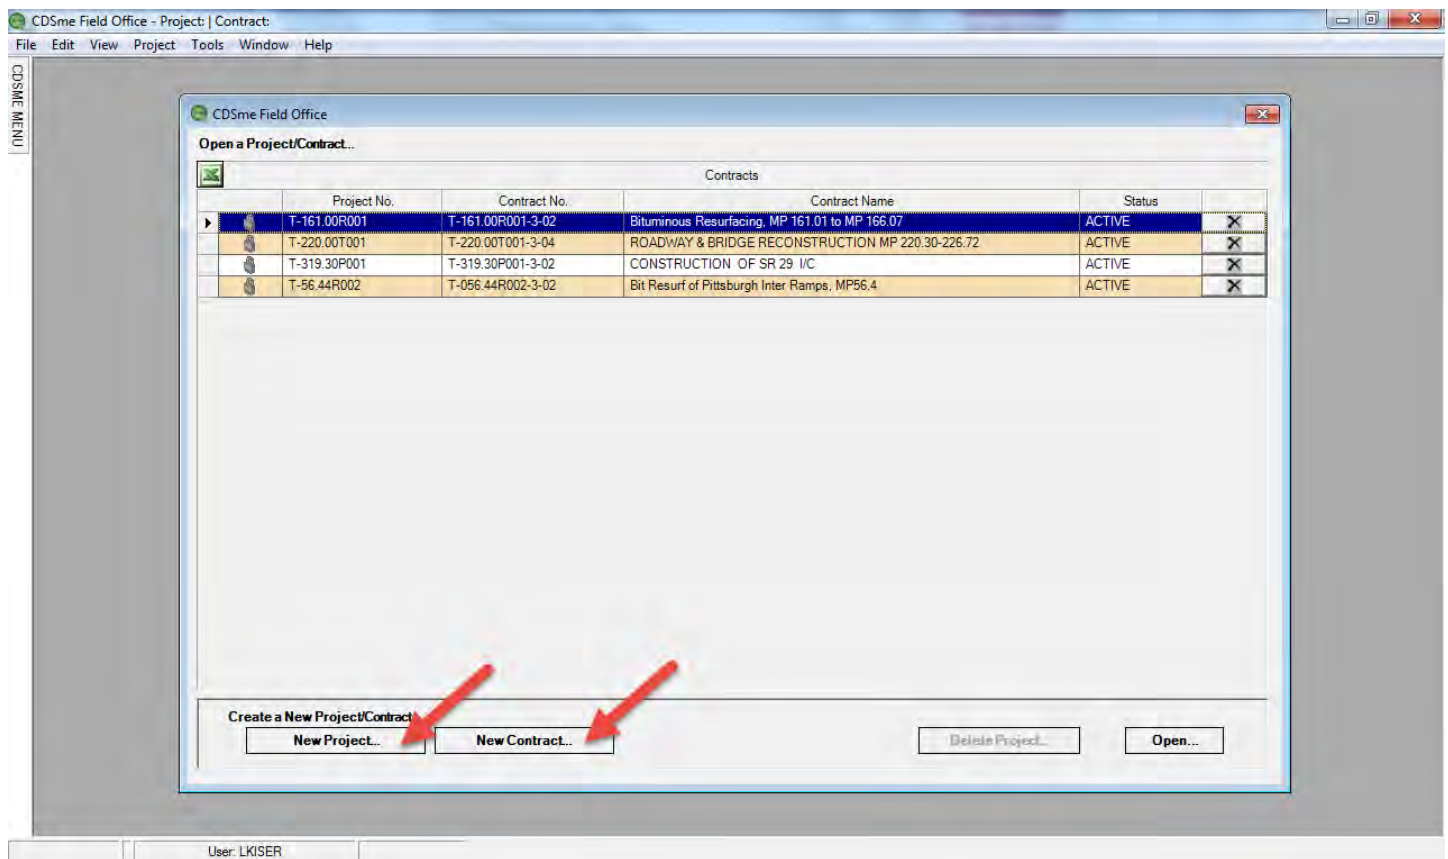 CDSme Field Office - Project: | Contract:
File Edit View Project Tools Window Help
CDSME MENU
CDSme Field Office
Open a Project/Contract...
Contracts
Project No. Contract No. Contract Name Status
T-161.00R001 T-161.00R001-3-02 Bituminous Resurfacing, MP 161.01 to MP 166.07 ACTIVE
T-220.00T001 T-220.00T001-3-04 ROADWAY & BRIDGE RECONSTRUCTION MP 220.30-226.72 ACTIVE
T-319.30P001 T-319.30P001-3-02 CONSTRUCTION OF SR 29 I/C ACTIVE
T-56.44R002 T-056.44R002-3-02 Bit Resurf of Pittsburgh Inter Ramps, MP56.4 ACTIVE
Create a New Project/Contract
New Project... New Contract... Delete Project... Open...
User: LKISER